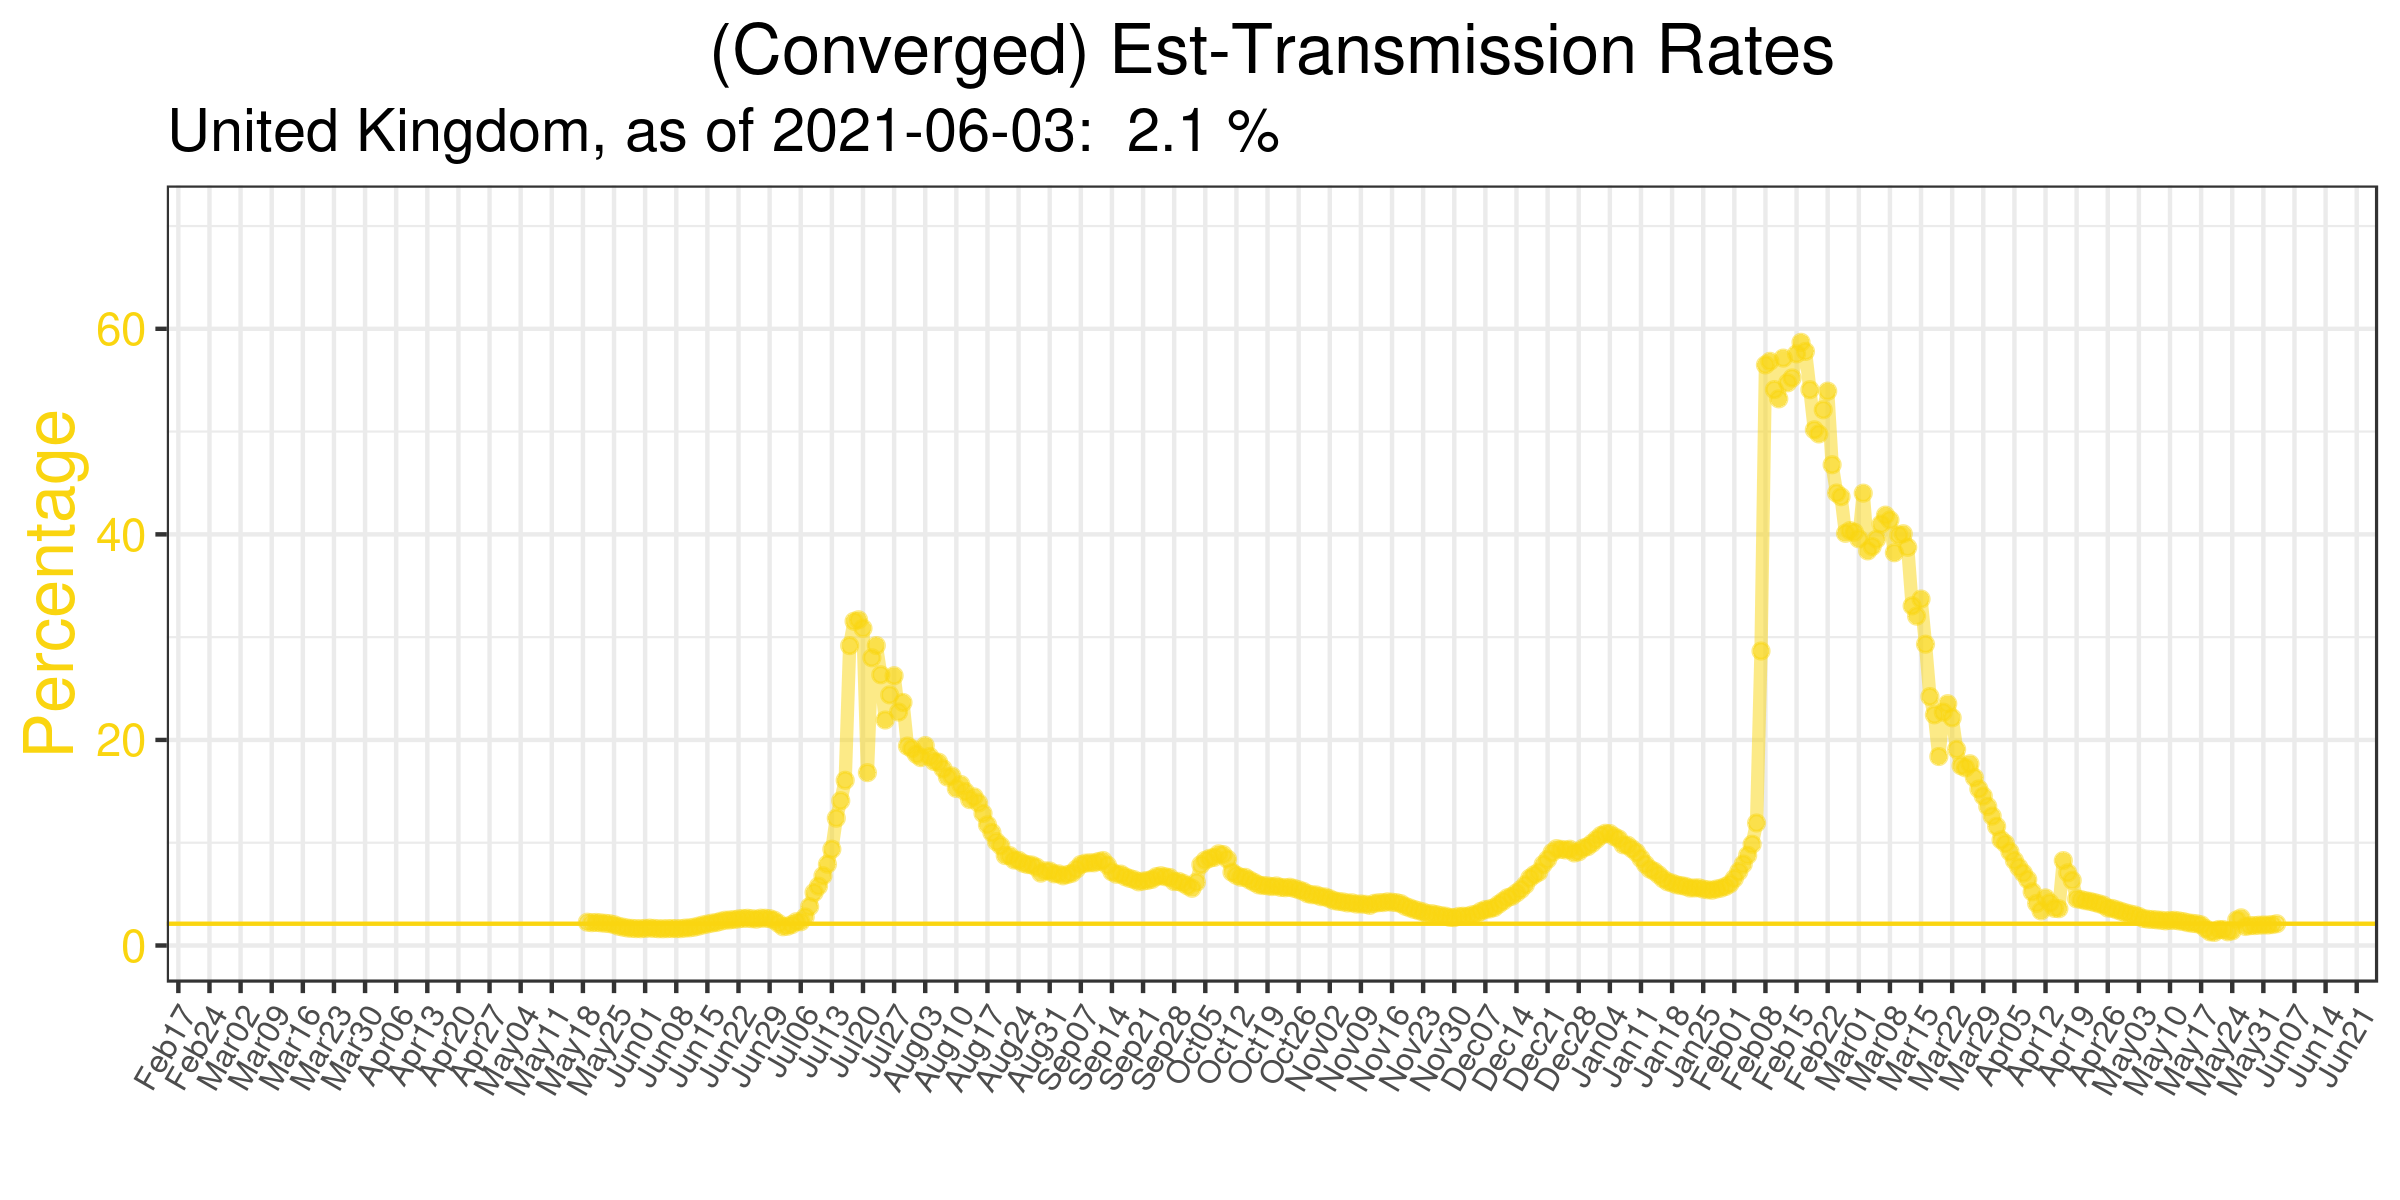 (Converged) Est-Transmission Rates
United Kingdom, as of 2021-06-03:  2.1 %
Percentage
60
40
20
0
Feb17
Feb24
Mar02
Mar09
Mar16
Mar23
Mar30
Apr06
Apr13
Apr20
Apr27
May04
May11
May18
May25
Jun01
Jun08
Jun15
Jun22
Jun29
Jul06
Jul13
Jul20
Jul27
Aug03
Aug10
Aug17
Aug24
Aug31
Sep07
Sep14
Sep21
Sep28
Oct05
Oct12
Oct19
Oct26
Nov02
Nov09
Nov16
Nov23
Nov30
Dec07
Dec14
Dec21
Dec28
Jan04
Jan11
Jan18
Jan25
Feb01
Feb08
Feb15
Feb22
Mar01
Mar08
Mar15
Mar22
Mar29
Apr05
Apr12
Apr19
Apr26
May03
May10
May17
May24
May31
Jun07
Jun14
Jun21